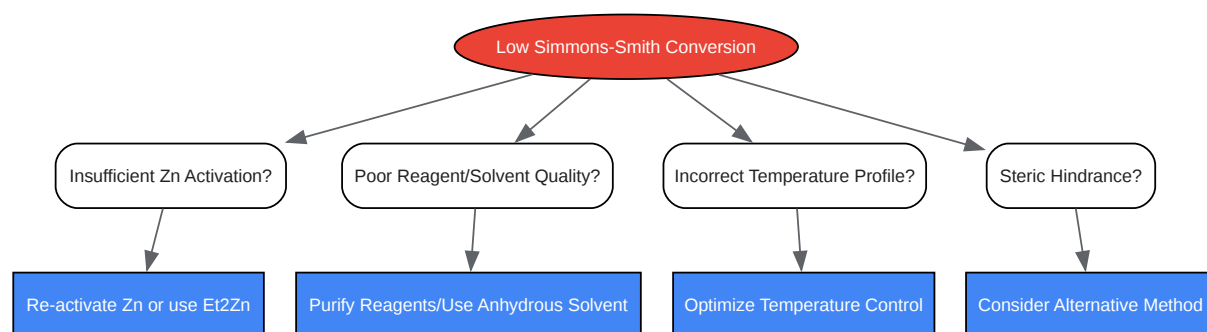 Low Simmons-Smith Conversion
Insufficient Zn Activation?
Poor Reagent/Solvent Quality?
Incorrect Temperature Profile?
Steric Hindrance?
Re-activate Zn or use Et2Zn
Purify Reagents/Use Anhydrous Solvent
Optimize Temperature Control
Consider Alternative Method